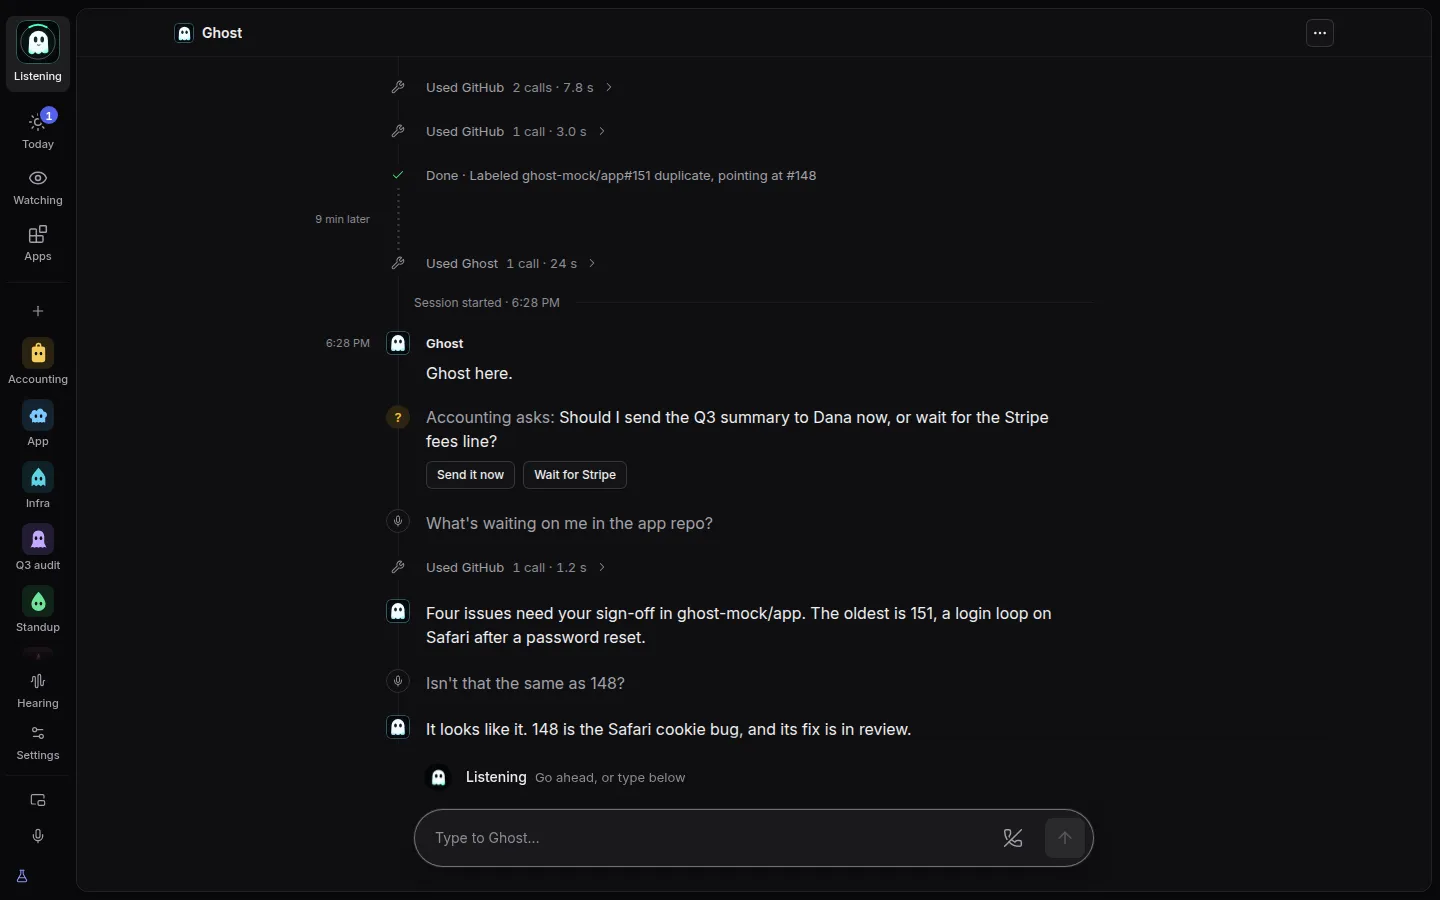 Listening
1
Today
Watching
Apps
Accounting
App
Infra
Q3 audit
Standup
Hearing
Settings
Ghost
Used GitHub 2 calls · 7.8 s
Used GitHub 1 call · 3.0 s
Done · Labeled ghost-mock/app#151 duplicate, pointing at #148
9 min later
Used Ghost 1 call · 24 s
Session started · 6:28 PM
6:28 PM
Ghost
Ghost here.
?
Accounting asks: Should I send the Q3 summary to Dana now, or wait for the Stripe
fees line?
Send it now
Wait for Stripe
What's waiting on me in the app repo?
Used GitHub 1 call · 1.2 s
Four issues need your sign-off in ghost-mock/app. The oldest is 151, a login loop on
Safari after a password reset.
Isn't that the same as 148?
It looks like it. 148 is the Safari cookie bug, and its fix is in review.
Listening Go ahead, or type below
Type to Ghost...